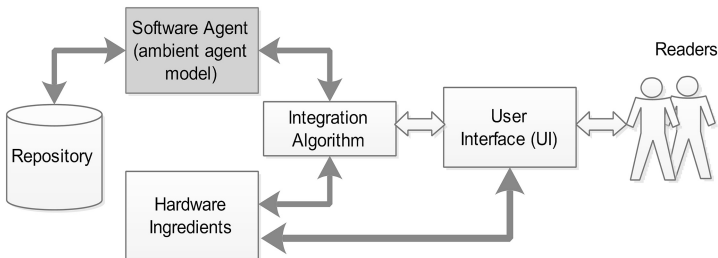 Software Agent
(ambient agent
model)
Readers
Repository
Integration
Algorithm
User
Interface (UI)
Hardware
Ingredients